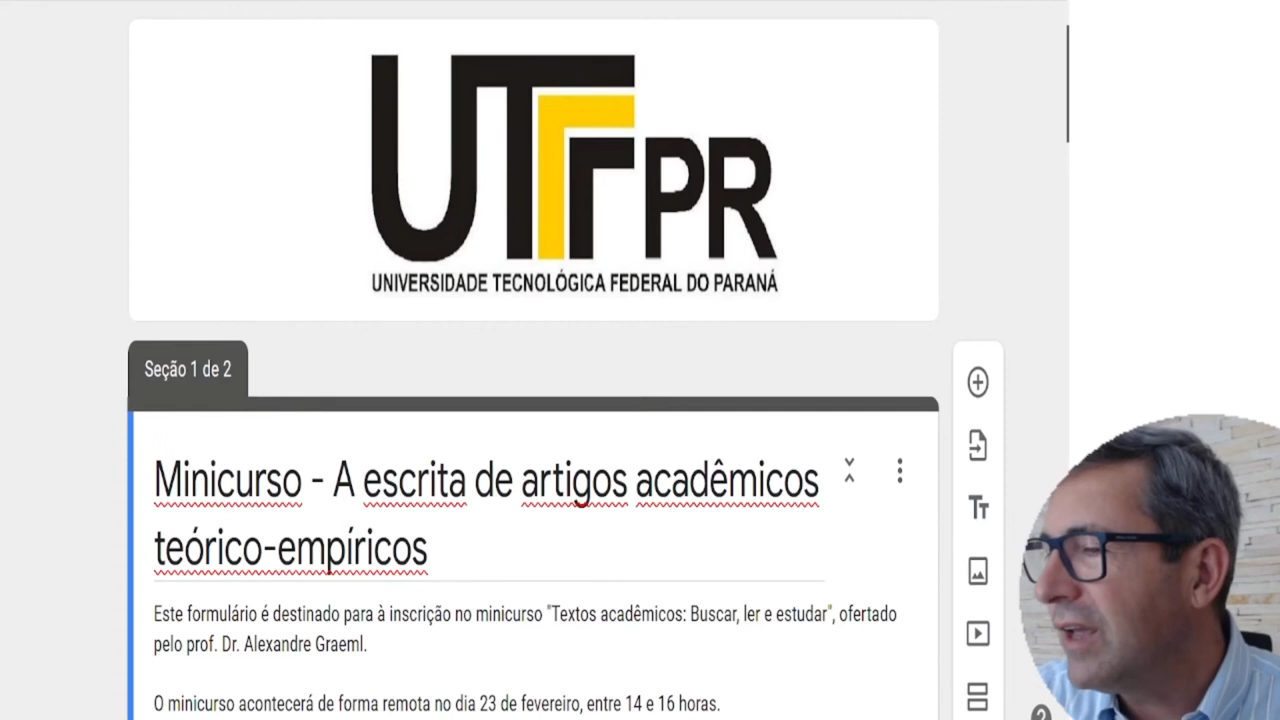 UTFPR
UNIVERSIDADE TECNOLÓGICA FEDERAL DO PARANÁ
Seção 1 de 2
Minicurso - A escrita de artigos acadêmicos
teórico-empíricos
Este formulário é destinado para à inscrição no minicurso "Textos acadêmicos: Buscar, ler e estudar", ofertado
pelo prof. Dr. Alexandre Graeml.
O minicurso acontecerá de forma remota no dia 23 de fevereiro, entre 14 e 16 horas.
Tт